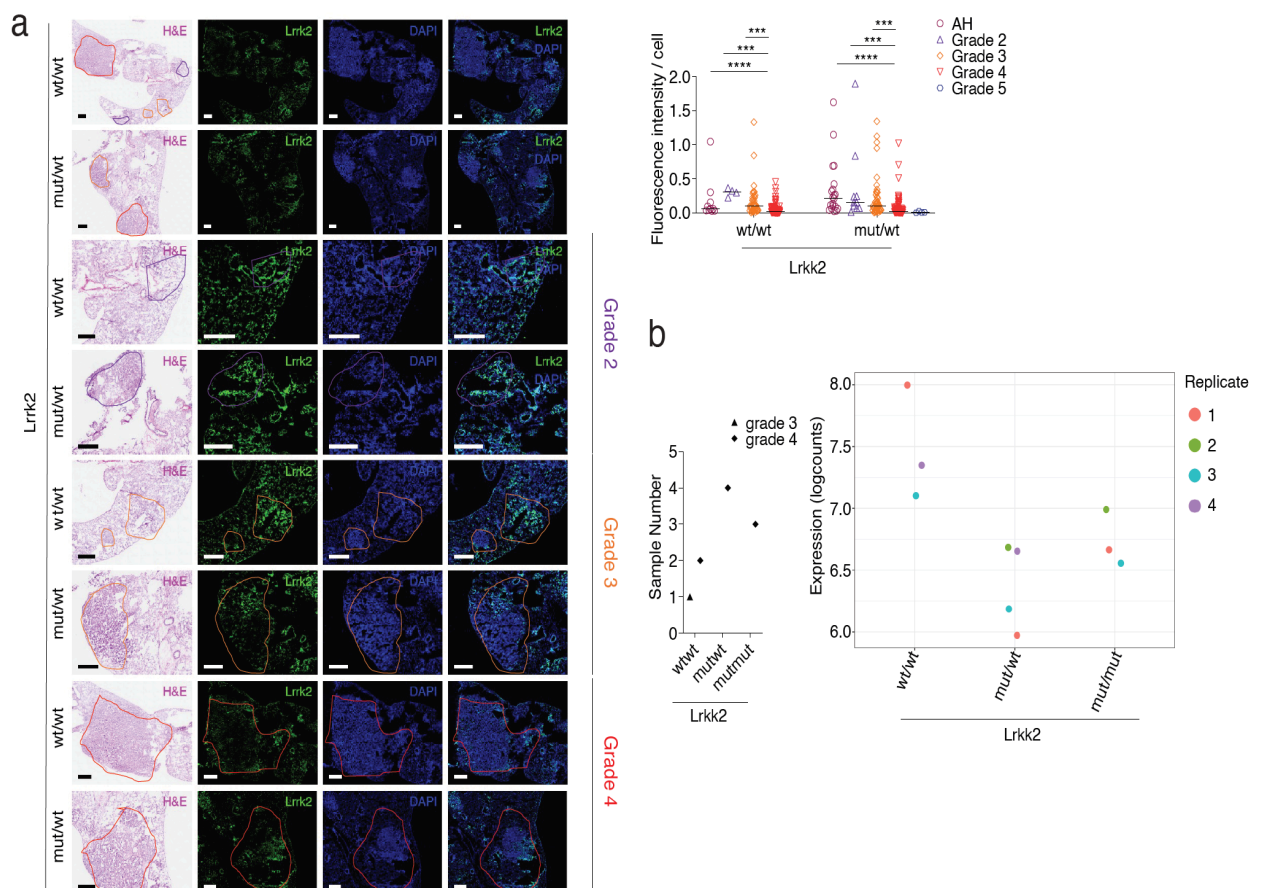 a
Lrrk2
wt/wt
H&E
Lrrk2
DAPI
Lrrk2
DAPI
mut/wt
H&E
Lrrk2
DAPI
Lrrk2
DAPI
Grade 2
wt/wt
H&E
Lrrk2
DAPI
Lrrk2
DAPI
mut/wt
H&E
Lrrk2
DAPI
Lrrk2
DAPI
Grade 3
w t/wt
H&E
Lrrk2
DAPI
Lrrk2
DAPI
mut/wt
H&E
Lrrk2
DAPI
Lrrk2
DAPI
Grade 4
wt/wt
H&E
Lrrk2
DAPI
Lrrk2
DAPI
mut/wt
H&E
Lrrk2
DAPI
Lrrk2
DAPI
Fluorescence intensity / cell
2.0
1.5
1.0
0.5
0.0
***
***
****
***
***
****
wt/wt
mut/wt
Lrkk2
AH
Grade 2
Grade 3
Grade 4
Grade 5
b
grade 3
grade 4
Sample Number
5
4
3
2
1
0
wtwt
mutwt
mutmut
Lrkk2
Expression (logcounts)
8.0
7.5
7.0
6.5
6.0
wt/wt
mut/wt
mut/mut
Lrkk2
Replicate
1
2
3
4